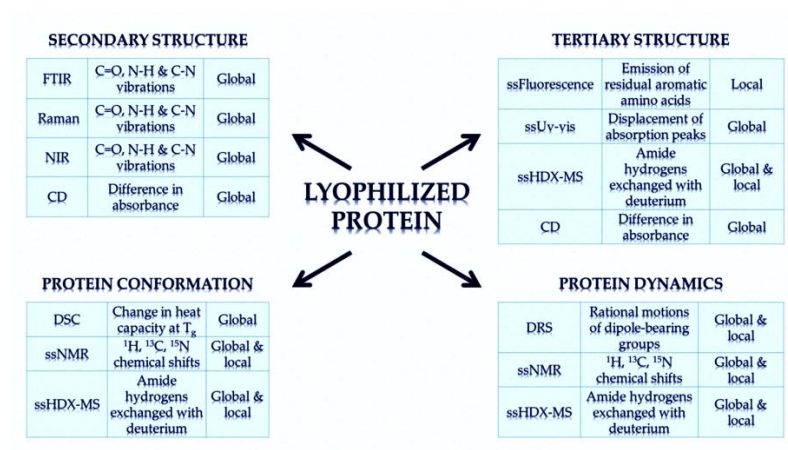 SECONDARY STRUCTURE
FTIR
C=O, N-H & C-N
vibrations
Global
Raman
C=O, N-H & C-N
vibrations
Global
NIR
C=O, N-H & C-N
vibrations
Global
CD
Difference in
absorbance
Global
TERTIARY STRUCTURE
ssFluorescence
Emission of
residual aromatic
amino acids
Local
ssUv-vis
Displacement of
absorption peaks
Global
ssHDX-MS
Amide
hydrogens
exchanged with
deuterium
Global &
local
CD
Difference in
absorbance
Global
LYOPHILIZED
PROTEIN
PROTEIN CONFORMATION
DSC
Change in heat
capacity at Tg
Global
ssNMR
¹H, ¹³C, ¹⁵N
chemical shifts
Global &
local
ssHDX-MS
Amide
hydrogens
exchanged with
deuterium
Global &
local
PROTEIN DYNAMICS
DRS
Rational motions
of dipole-bearing
groups
Global &
local
ssNMR
¹H, ¹³C, ¹⁵N
chemical shifts
Global &
local
ssHDX-MS
Amide hydrogens
exchanged with
deuterium
Global &
local